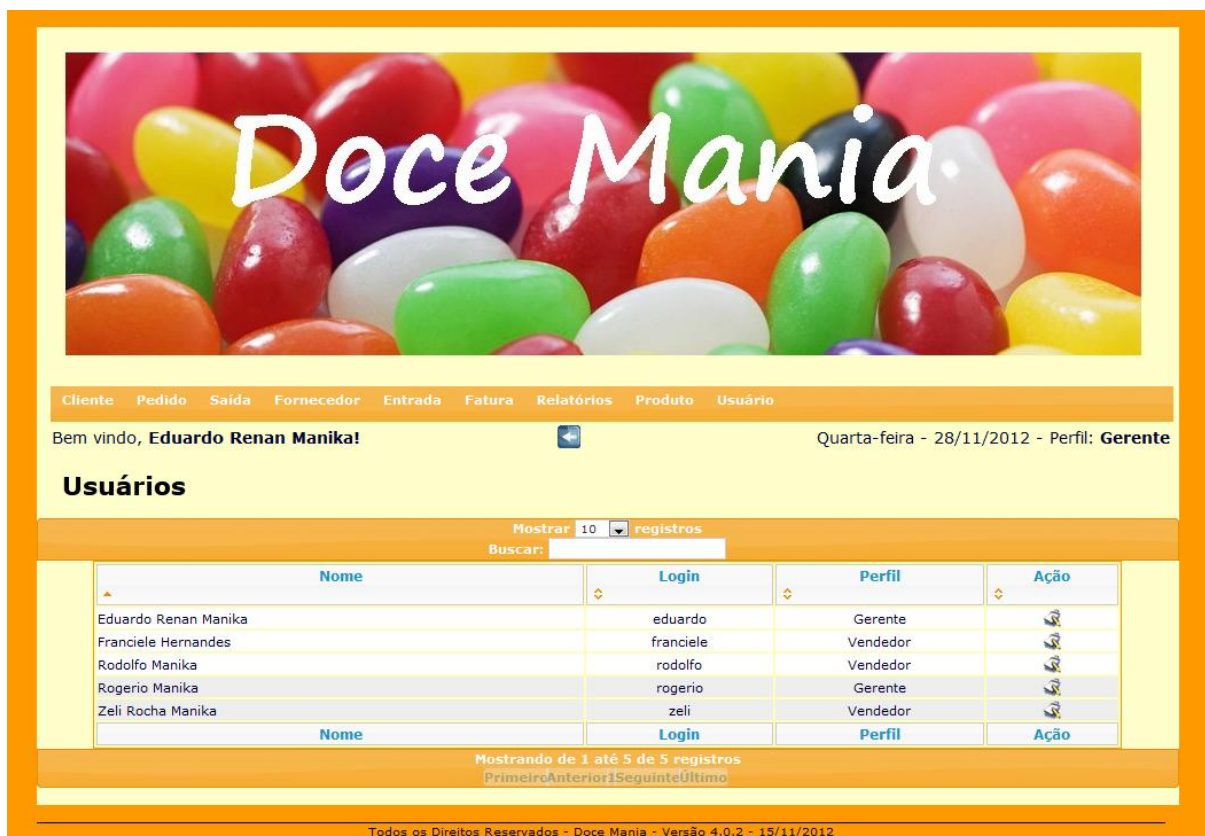 Doce Mania
Cliente Pedido Saída Fornecedor Entrada Fatura Relatórios Produto Usuário
Bem vindo, Eduardo Renan Manika! Quarta-feira - 28/11/2012 - Perfil: Gerente
Usuários
Mostrar 10 registros
Buscar:
Nome Login Perfil Ação
Eduardo Renan Manika eduardo Gerente
Franciele Hernandes franciele Vendedor
Rodolfo Manika rodolfo Vendedor
Rogerio Manika rogerio Gerente
Zeli Rocha Manika zeli Vendedor
Nome Login Perfil Ação
Mostrando de 1 até 5 de 5 registros
PrimeiroAnterior1SeguinteÚltimo
Todos os Direitos Reservados - Doce Mania - Versão 4.0.2 - 15/11/2012